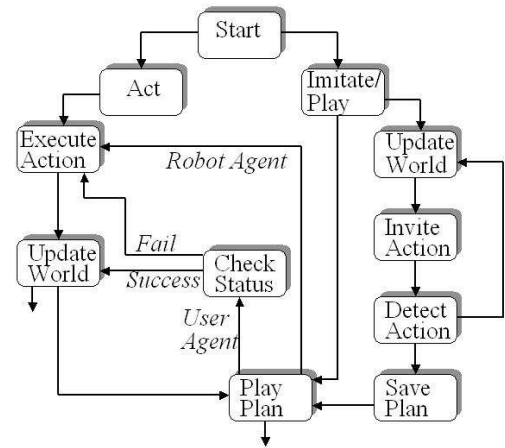 Start
Act
Imitate/
Play
Execute
Action
Robot Agent
Update
World
Fail
Invite
Action
Update
World
Success
Check
Status
User
Agent
Detect
Action
Play
Plan
Save
Plan